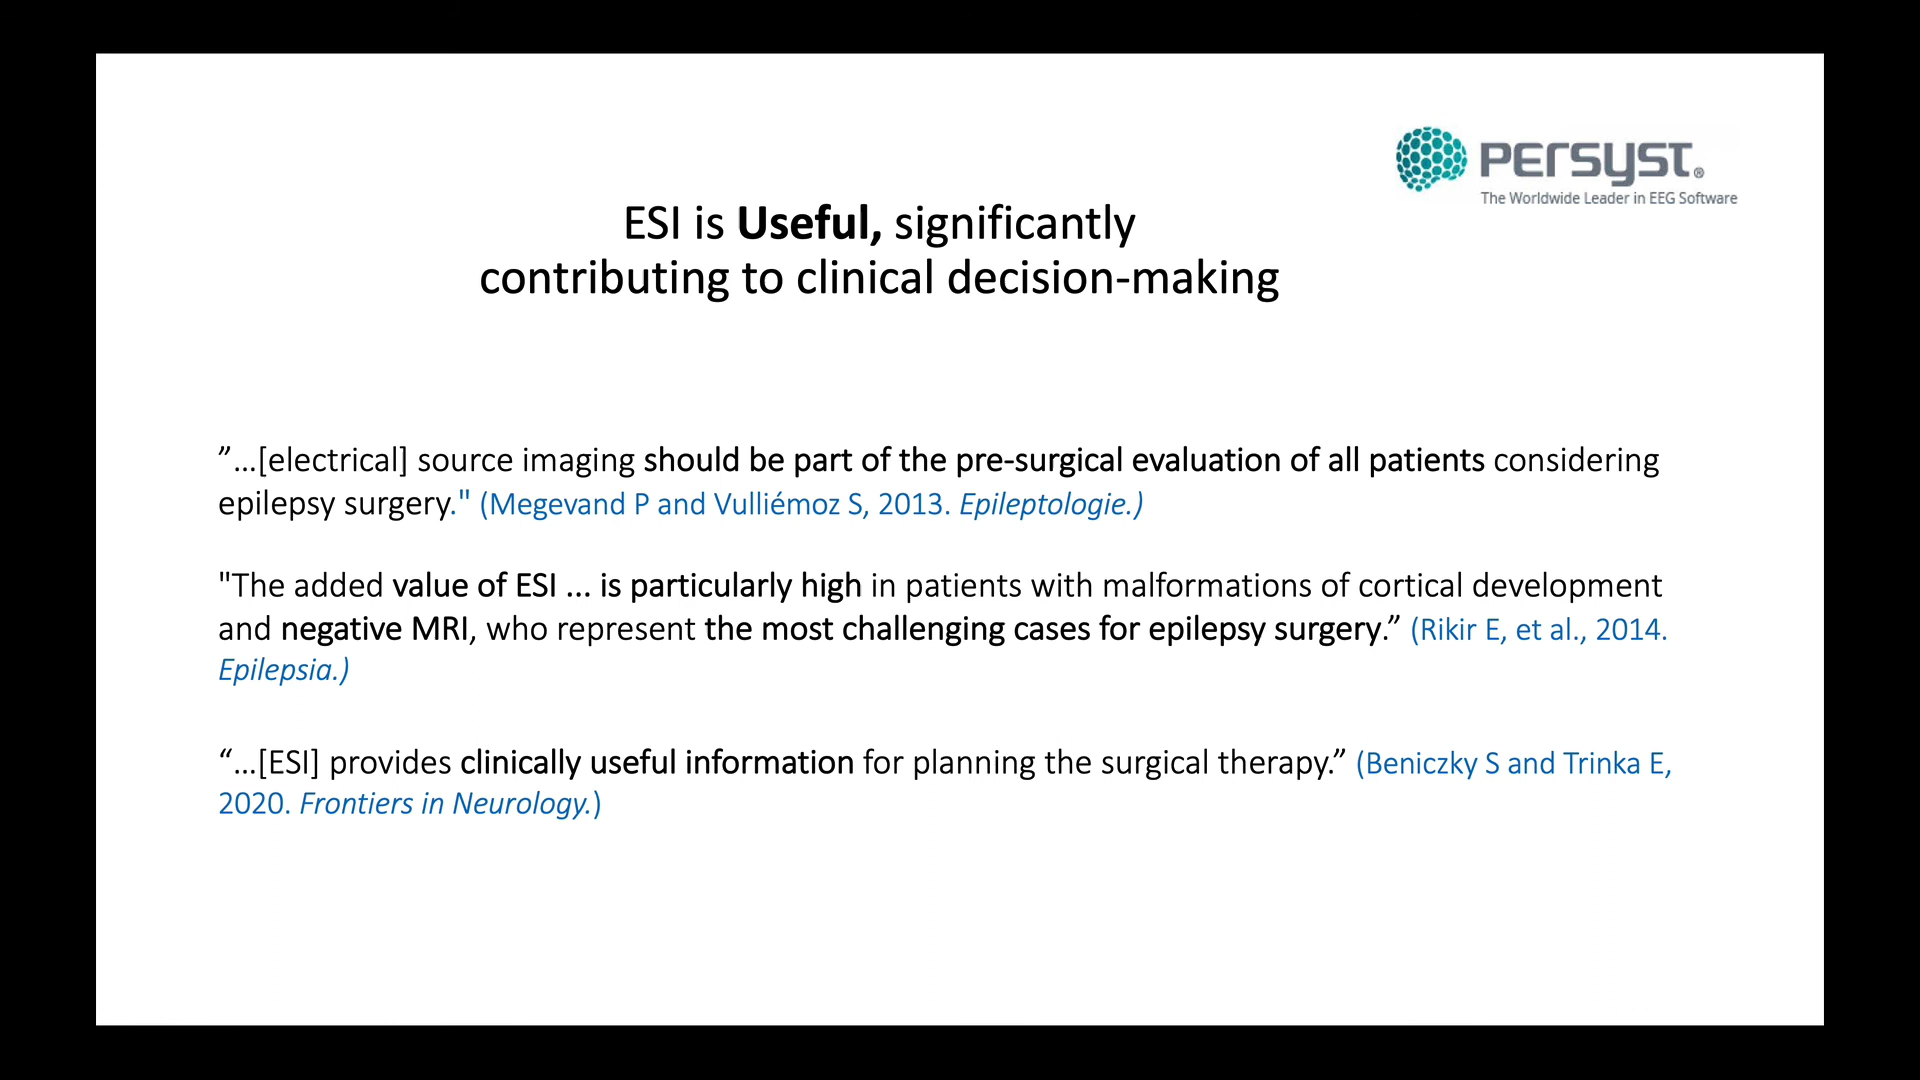 PERSYST®
The Worldwide Leader in EEG Software
ESI is Useful, significantly
contributing to clinical decision-making
”...[electrical] source imaging should be part of the pre-surgical evaluation of all patients considering
epilepsy surgery." (Megevand P and Vulliémoz S, 2013. Epileptologie.)
"The added value of ESI ... is particularly high in patients with malformations of cortical development
and negative MRI, who represent the most challenging cases for epilepsy surgery.” (Rikir E, et al., 2014.
Epilepsia.)
“...[ESI] provides clinically useful information for planning the surgical therapy.” (Beniczky S and Trinka E,
2020. Frontiers in Neurology.)